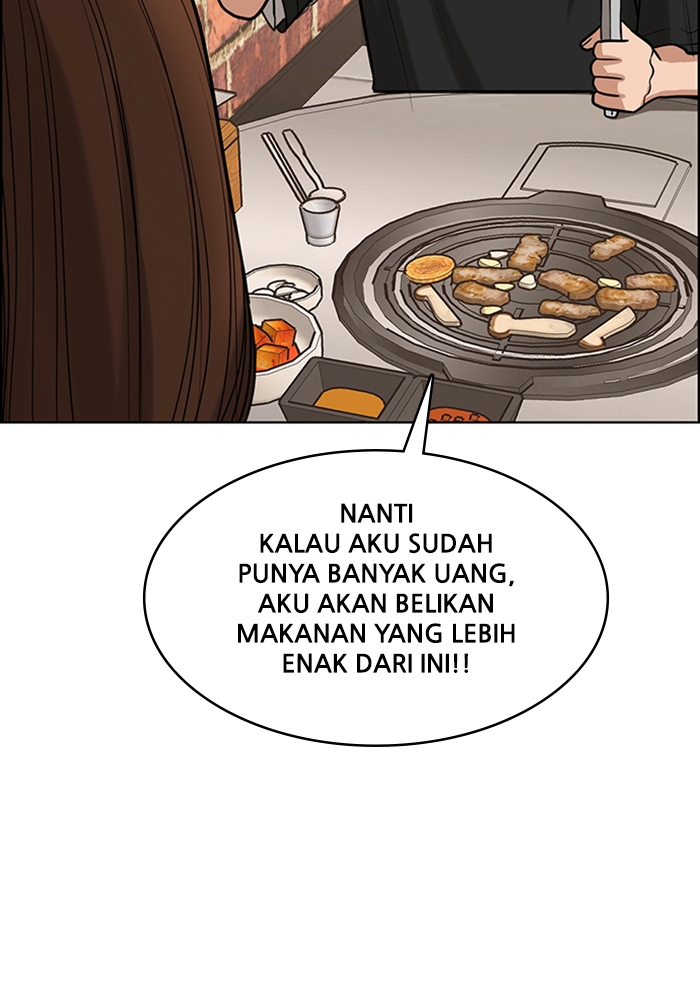 NANTI
KALAU AKU SUDAH
PUNYA BANYAK UANG,
AKU AKAN BELIKAN
MAKANAN YANG LEBIH
ENAK DARI INI!!